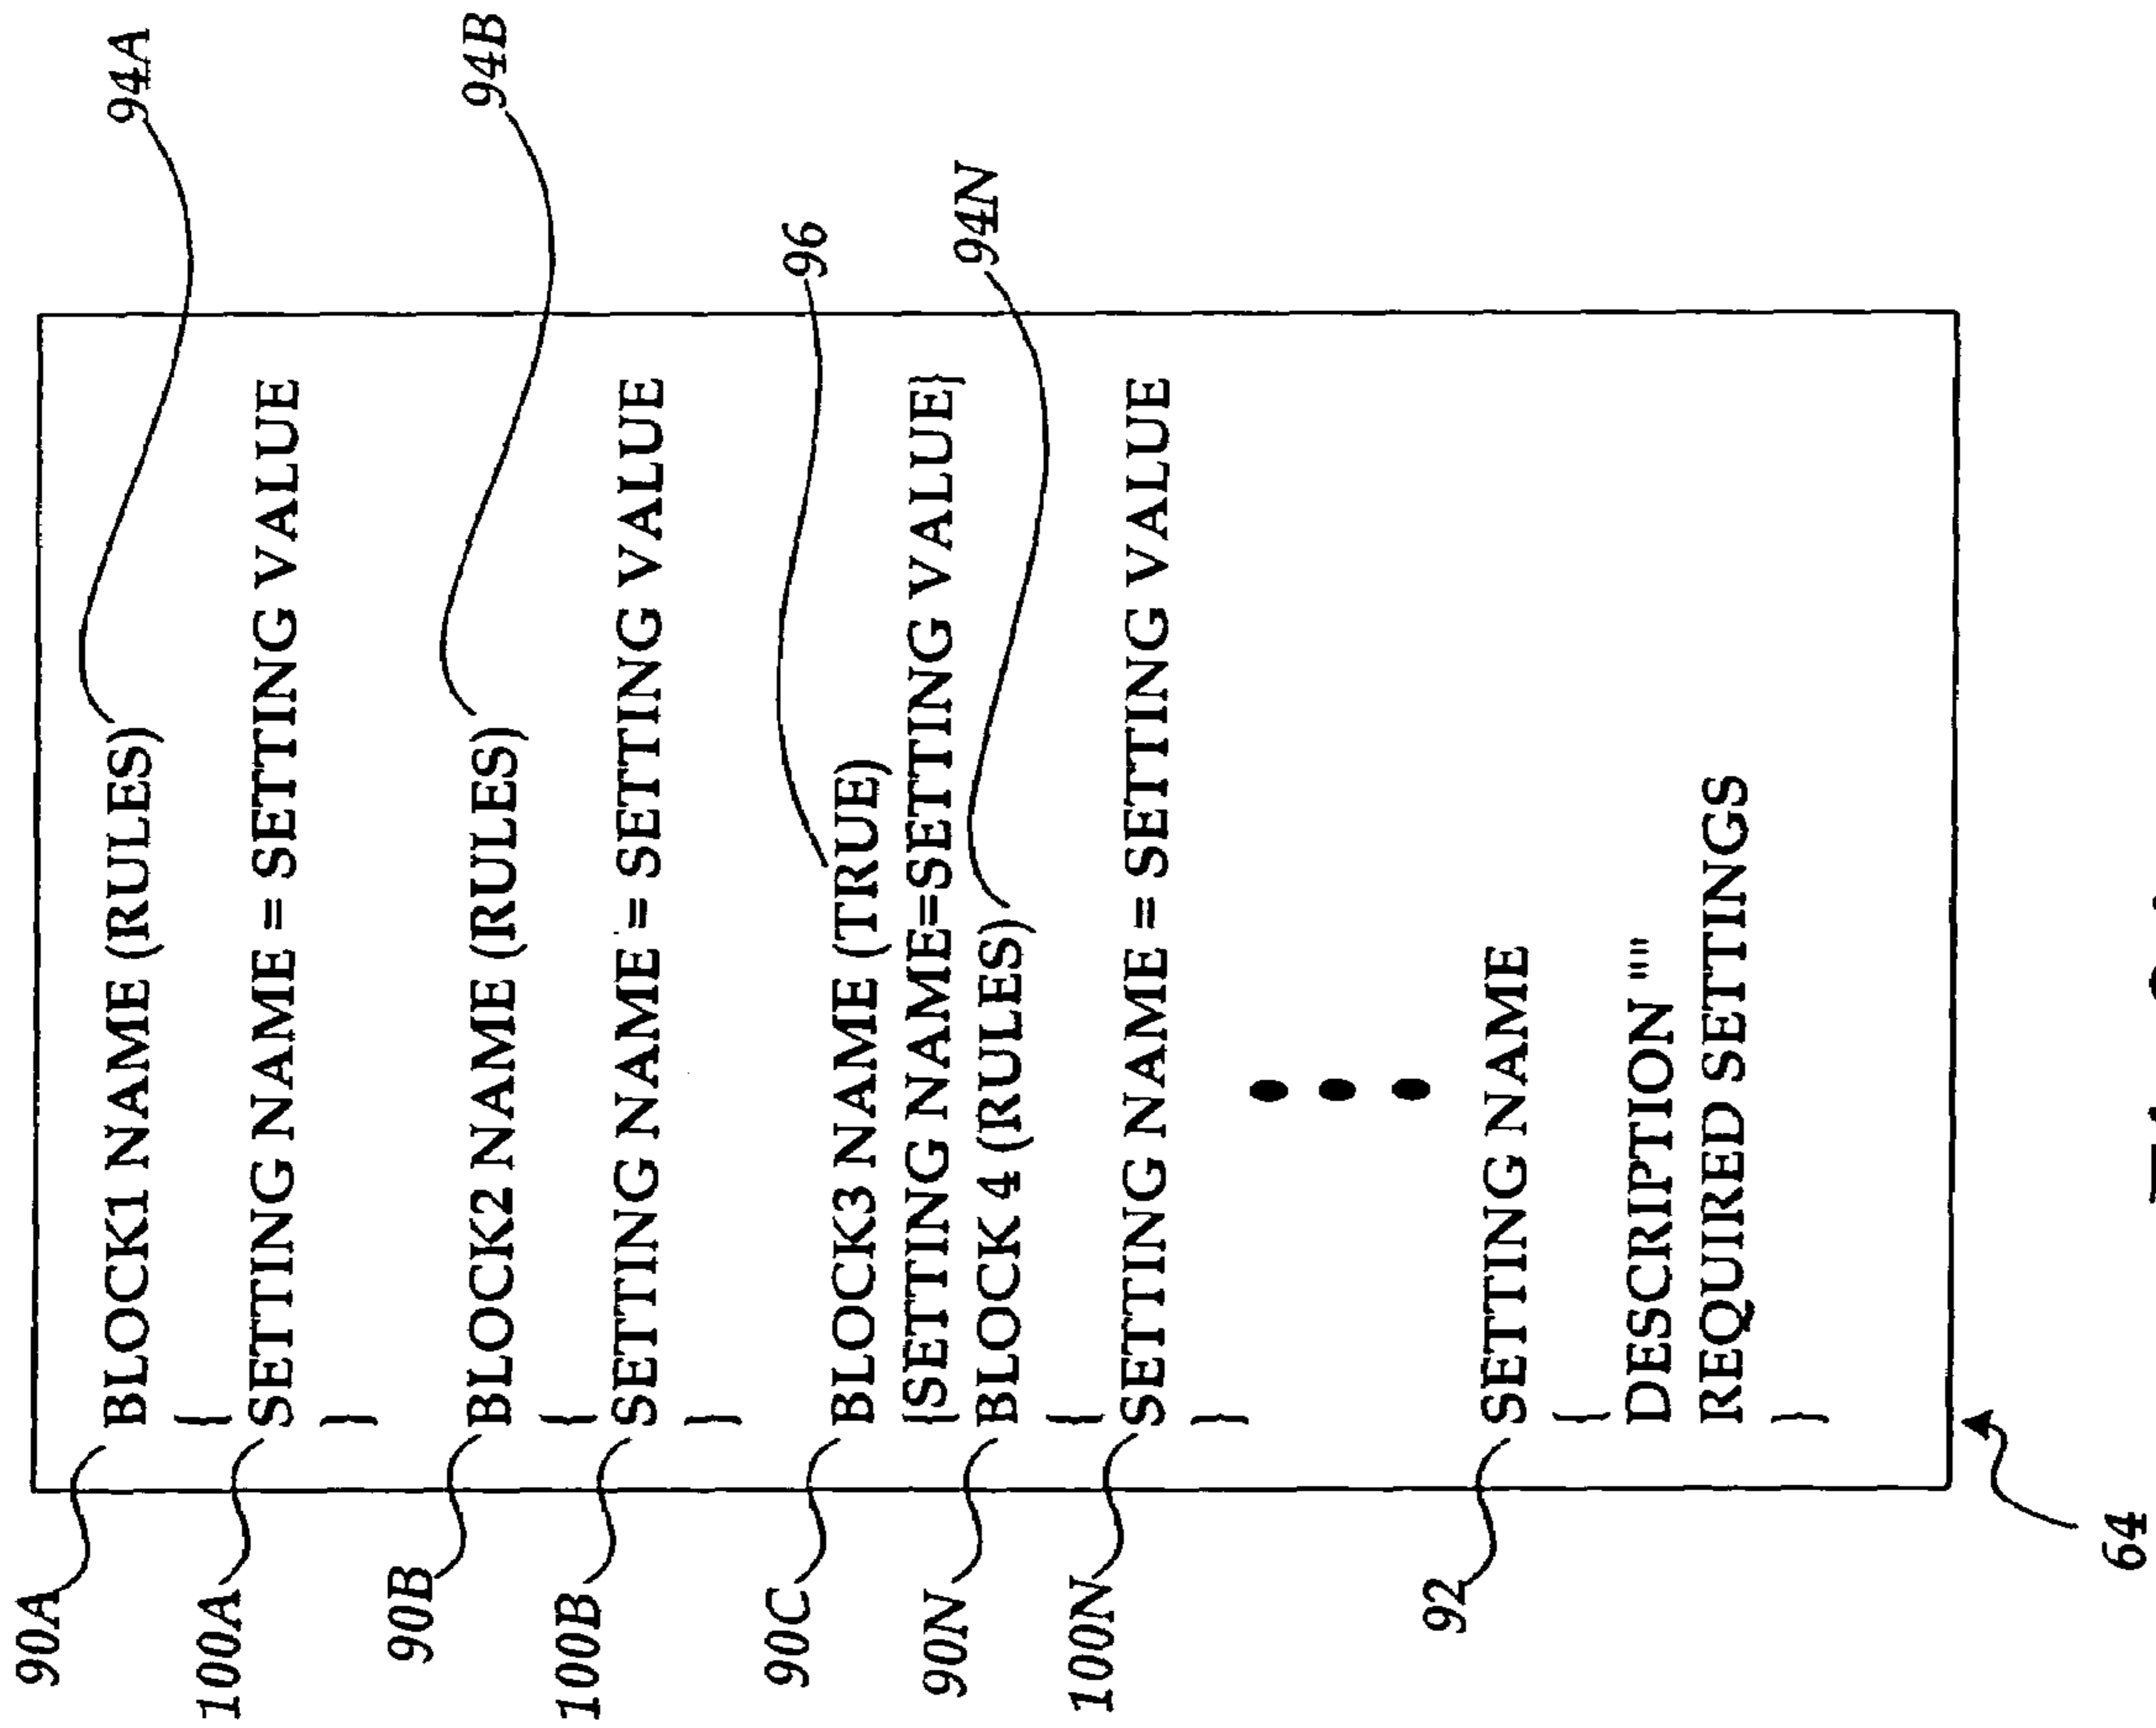 90A BLOCK1 NAME (RULES) 94A
{
100A SETTING NAME = SETTING VALUE
}
90B BLOCK2 NAME (RULES) 94B
{
100B SETTING NAME = SETTING VALUE
}
90C BLOCK3 NAME (TRUE) 96
{SETTING NAME=SETTING VALUE}
90N BLOCK 4 (RULES) 94N
{
100N SETTING NAME = SETTING VALUE
}
92 SETTING NAME
{
DESCRIPTION ""
REQUIRED SETTINGS
}
64